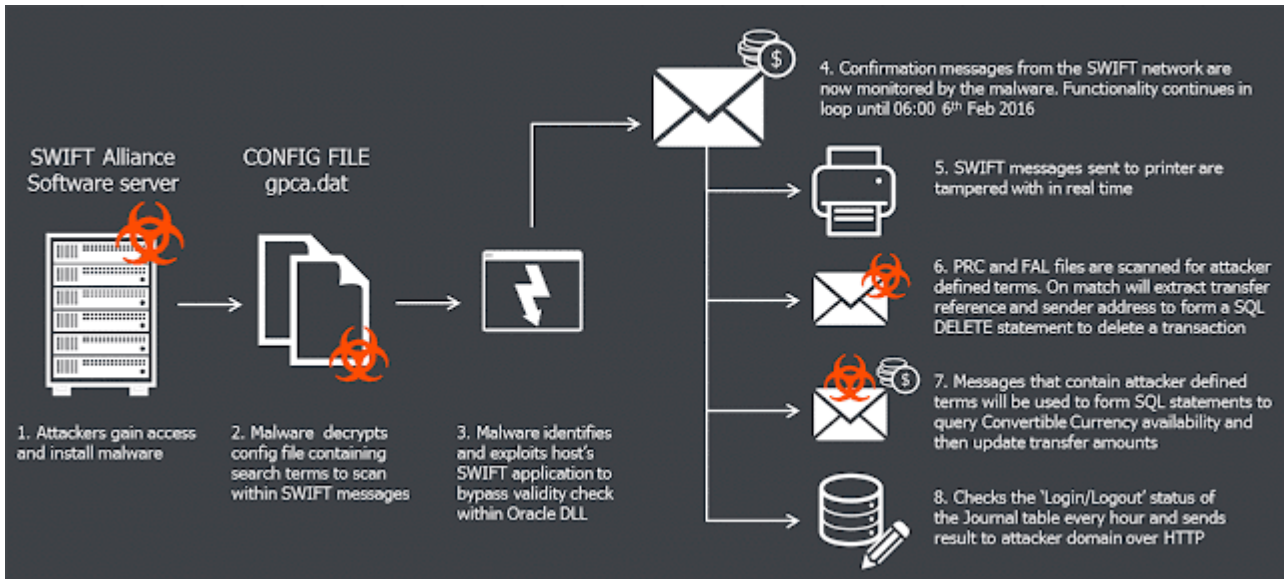 SWIFT Alliance
Software server
1. Attackers gain access
and install malware
CONFIG FILE
gpca.dat
2. Malware decrypts
config file containing
search terms to scan
within SWIFT messages
3. Malware identifies
and exploits host's
SWIFT application to
bypass validity check
within Oracle DLL
$
4. Confirmation messages from the SWIFT network are
now monitored by the malware. Functionality continues in
loop until 06:00 6th Feb 2016
5. SWIFT messages sent to printer are
tampered with in real time
6. PRC and FAL files are scanned for attacker
defined terms. On match will extract transfer
reference and sender address to form a SQL
DELETE statement to delete a transaction
$
7. Messages that contain attacker defined
terms will be used to form SQL statements to
query Convertible Currency availability and
then update transfer amounts
8. Checks the 'Login/Logout' status of
the Journal table every hour and sends
result to attacker domain over HTTP